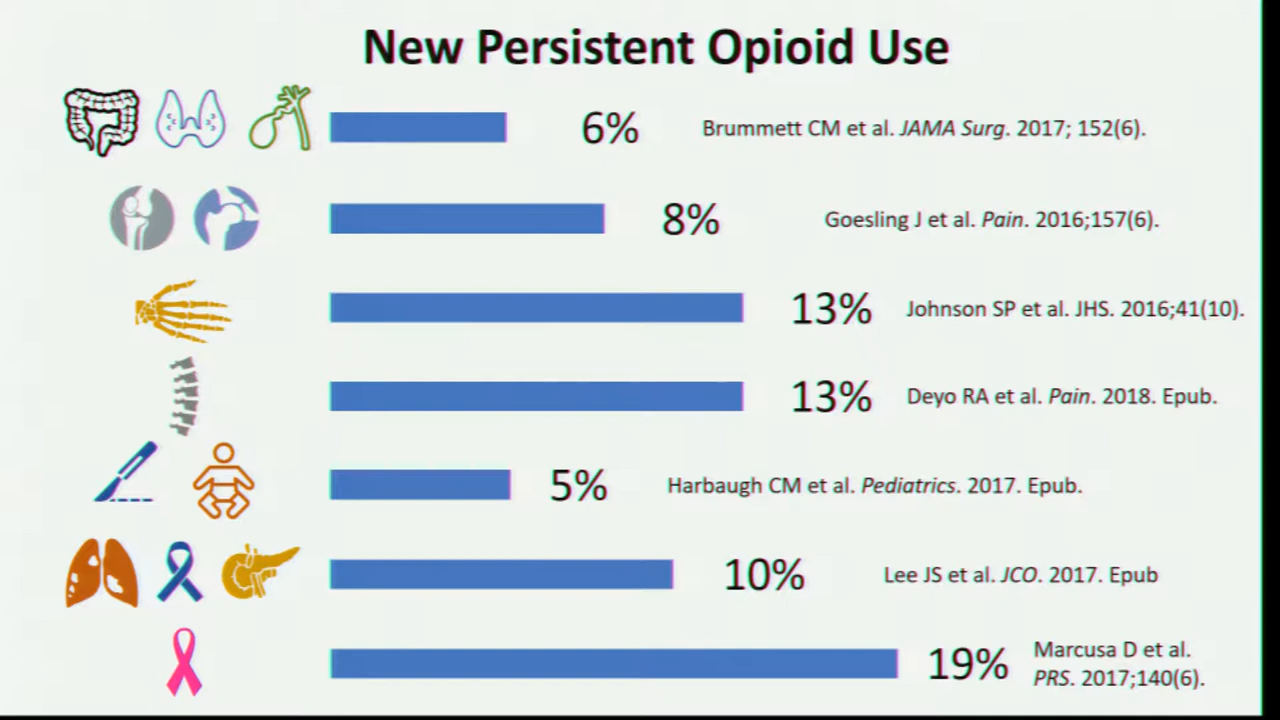 New Persistent Opioid Use
6% Brummett CM et al. JAMA Surg. 2017; 152(6).
8% Goesling J et al. Pain. 2016;157(6).
13% Johnson SP et al. JHS. 2016;41(10).
13% Deyo RA et al. Pain. 2018. Epub.
5% Harbaugh CM et al. Pediatrics. 2017. Epub.
10% Lee JS et al. JCO. 2017. Epub
19% Marcusa D et al.
PRS. 2017;140(6).